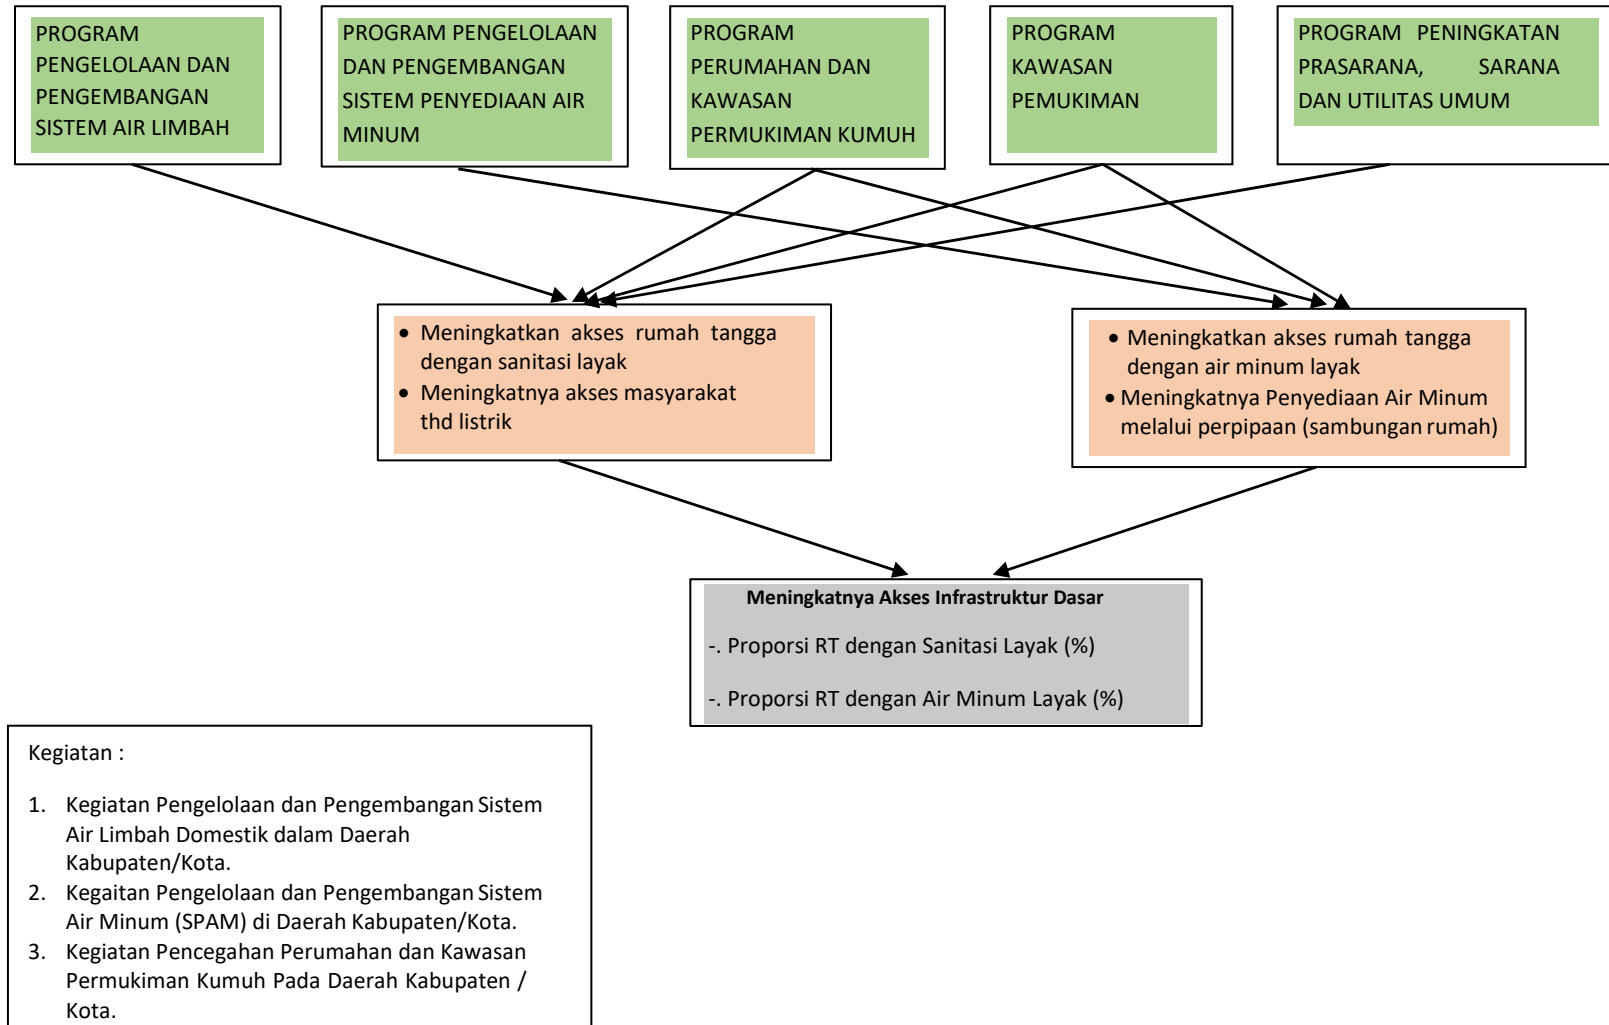 PROGRAM
PENGELOLAAN DAN
PENGEMBANGAN
SISTEM AIR LIMBAH
PROGRAM PENGELOLAAN
DAN PENGEMBANGAN
SISTEM PENYEDIAAN AIR
MINUM
PROGRAM
PERUMAHAN DAN
KAWASAN
PERMUKIMAN KUMUH
PROGRAM
KAWASAN
PEMUKIMAN
PROGRAM PENINGKATAN
PRASARANA, SARANA
DAN UTILITAS UMUM
• Meningkatkan akses rumah tangga
dengan sanitasi layak
• Meningkatnya akses masyarakat
thd listrik
• Meningkatkan akses rumah tangga
dengan air minum layak
• Meningkatnya Penyediaan Air Minum
melalui perpipaan (sambungan rumah)
Meningkatnya Akses Infrastruktur Dasar
-. Proporsi RT dengan Sanitasi Layak (%)
-. Proporsi RT dengan Air Minum Layak (%)
Kegiatan :
1. Kegiatan Pengelolaan dan Pengembangan Sistem
Air Limbah Domestik dalam Daerah
Kabupaten/Kota.
2. Kegaitan Pengelolaan dan Pengembangan Sistem
Air Minum (SPAM) di Daerah Kabupaten/Kota.
3. Kegiatan Pencegahan Perumahan dan Kawasan
Permukiman Kumuh Pada Daerah Kabupaten /
Kota.